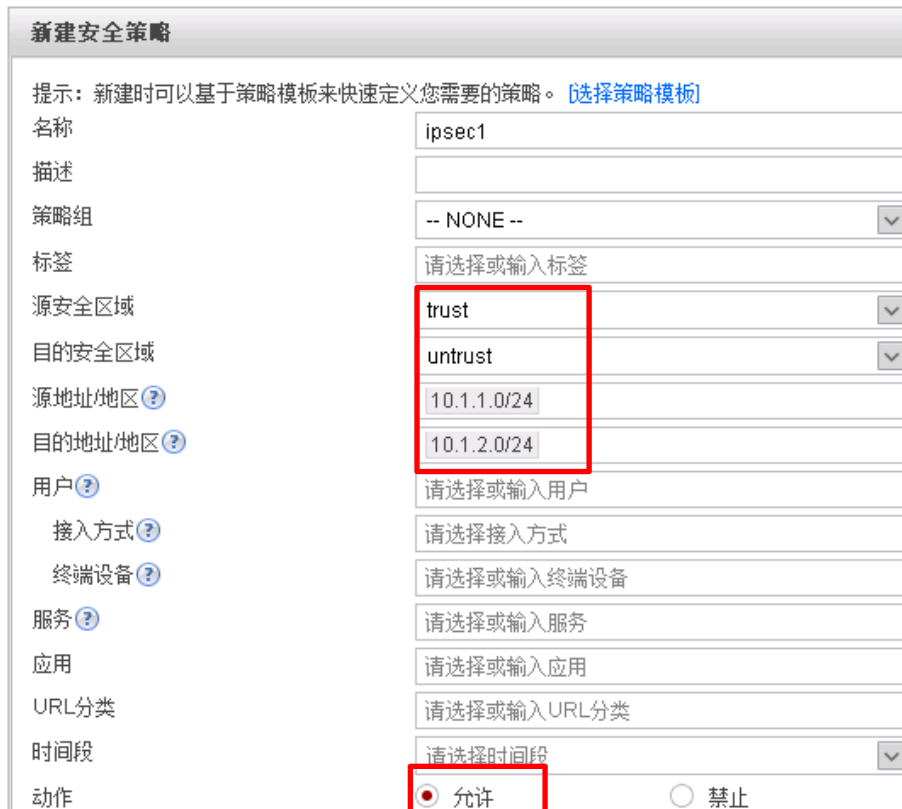 新建安全策略
提示：新建时可以基于策略模板来快速定义您需要的策略。 [选择策略模板]
名称 ipsec1
描述
策略组 -- NONE --
标签 请选择或输入标签
源安全区域 trust
目的安全区域 untrust
源地址/地区 10.1.1.0/24
目的地址/地区 10.1.2.0/24
用户 请选择或输入用户
接入方式 请选择接入方式
终端设备 请选择或输入终端设备
服务 请选择或输入服务
应用 请选择或输入应用
URL分类 请选择或输入URL分类
时间段 请选择时间段
动作 允许 禁止